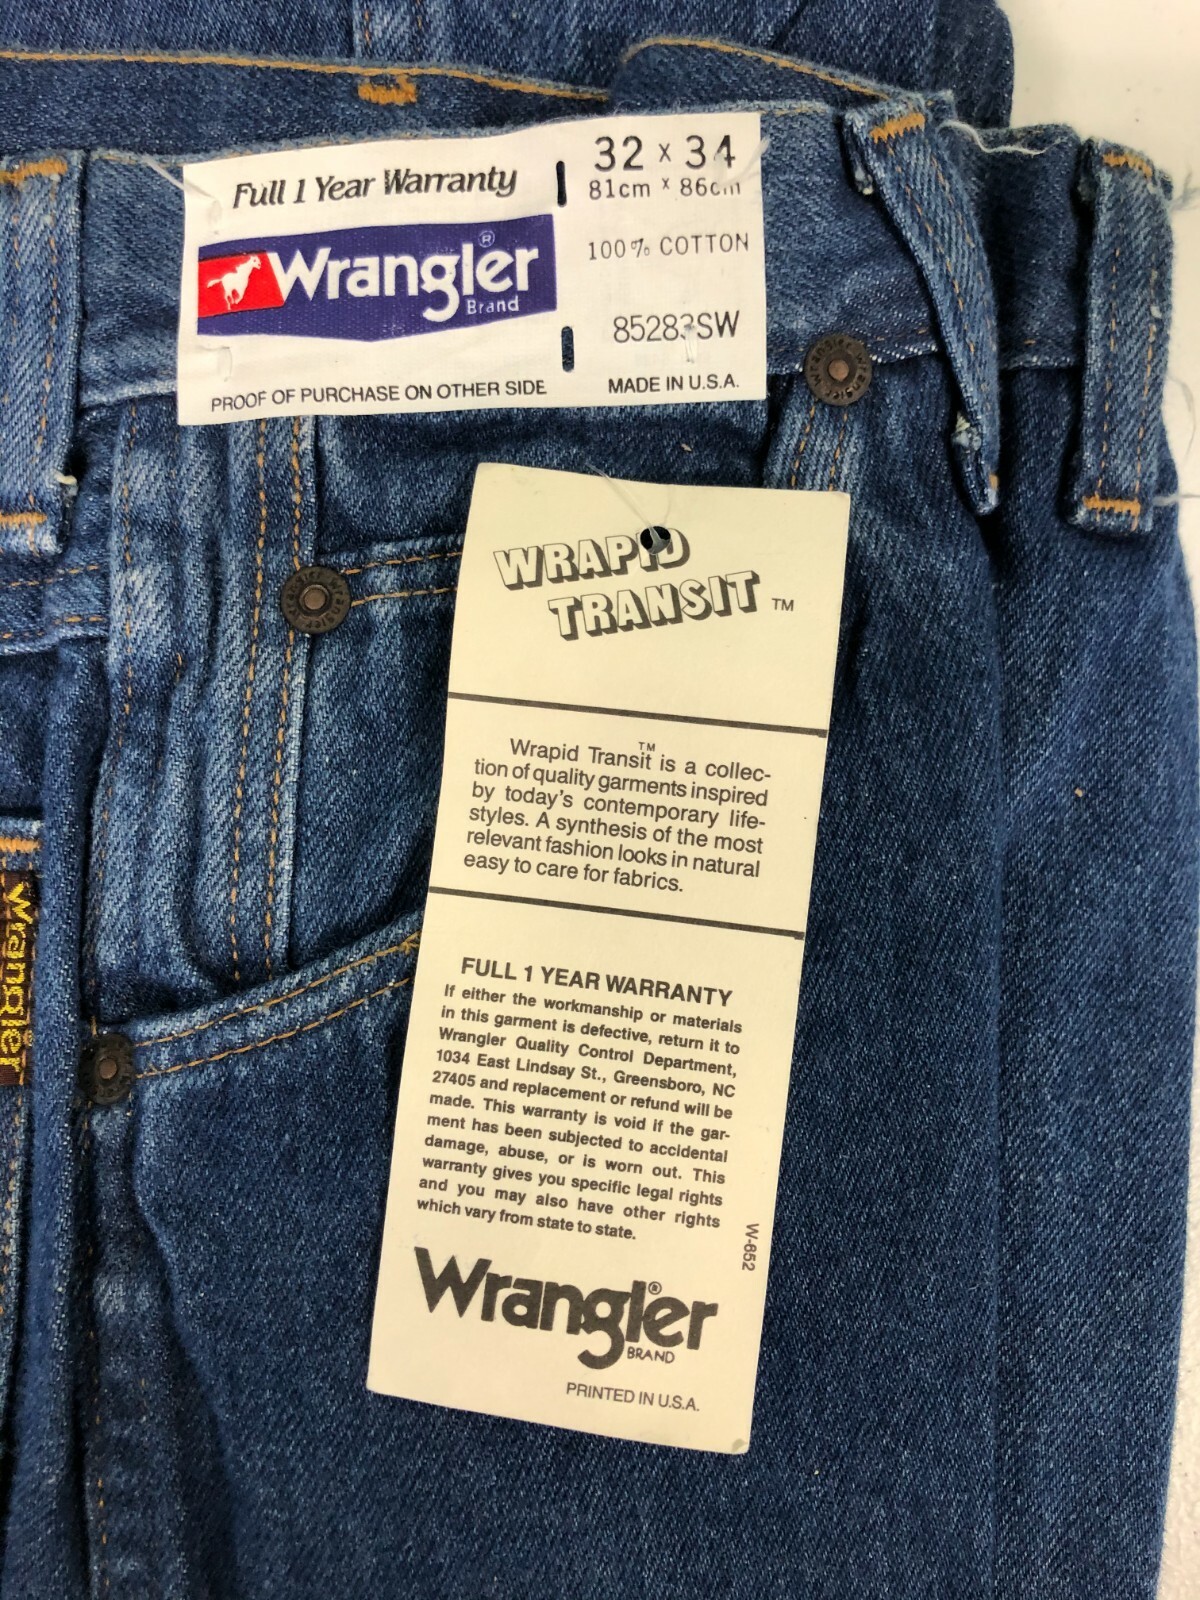 Full 1 Year Warranty
Wrangler®
Brand
PROOF OF PURCHASE ON OTHER SIDE
32 x 34
81cm x 86cm
100% COTTON
85283SW
MADE IN U.S.A.
WRAPID
TRANSIT ™
Wrapid Transit™ is a collec-
tion of quality garments inspired
by today's contemporary life-
styles. A synthesis of the most
relevant fashion looks in natural
easy to care for fabrics.
FULL 1 YEAR WARRANTY
If either the workmanship or materials
in this garment is defective, return it to
Wrangler Quality Control Department,
1034 East Lindsay St., Greensboro, NC
27405 and replacement or refund will be
made. This warranty is void if the gar-
ment has been subjected to accidental
damage, abuse, or is worn out. This
warranty gives you specific legal rights
and you may also have other rights
which vary from state to state.
W-652
Wrangler®
BRAND
PRINTED IN U.S.A.
Wrangler
Wrangler Wrangler
Wrangler Wrangler